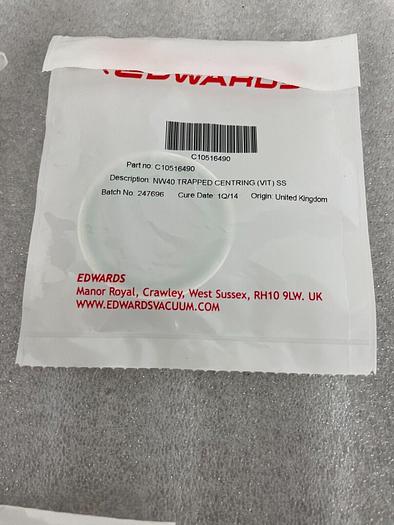 EDWARDS
C10516490
Part no: C10516490
Description: NW40 TRAPPED CENTRING (VIT) SS
Batch No: 247696 Cure Date: 1Q/14 Origin: United Kingdom
EDWARDS
Manor Royal, Crawley, West Sussex, RH10 9LW. UK
WWW.EDWARDSVACUUM.COM